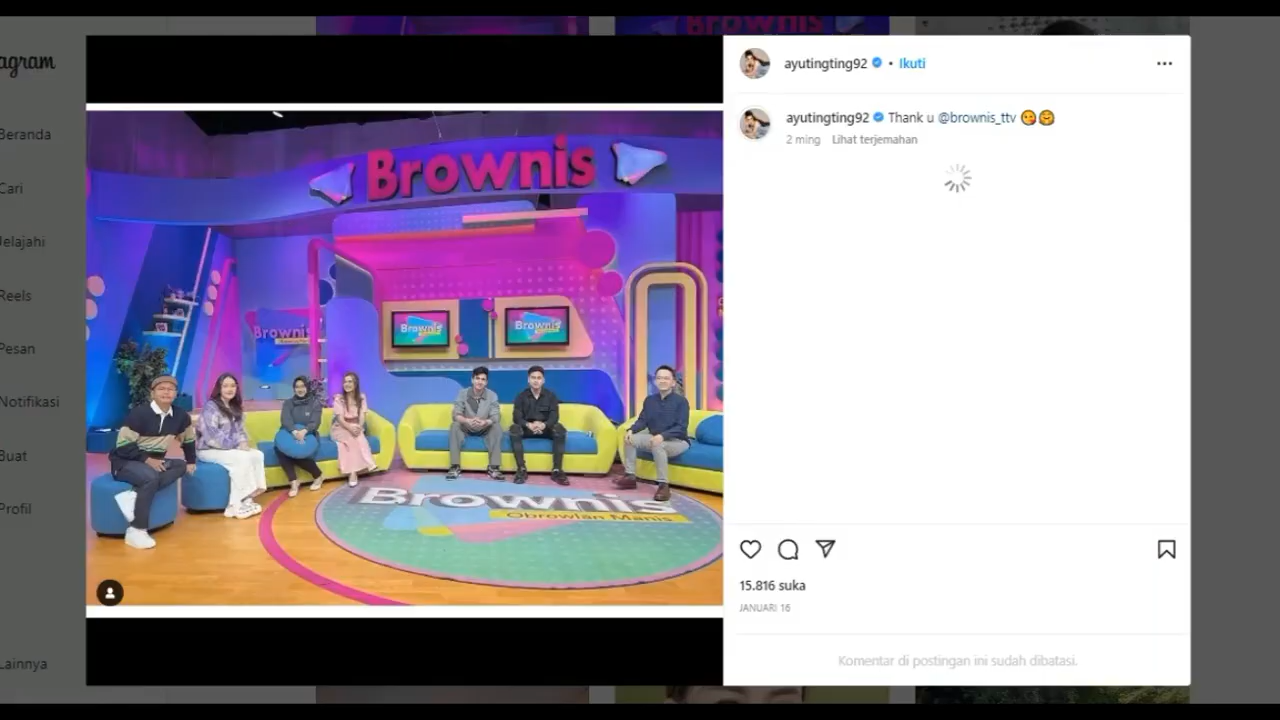 Brownis
agram
Beranda
Cari
Jelajahi
Reels
Pesan
Notifikasi
Buat
Profil
Lainnya
Brownis
Brownis
Brownis
Brownis
Brownis
Obrowlan Manis
ayutingting92 • Ikuti
ayutingting92 Thank u @brownis_ttv 😘🤗
2 ming Lihat terjemahan
15.816 suka
JANUARI 16
Komentar di postingan ini sudah dibatasi.